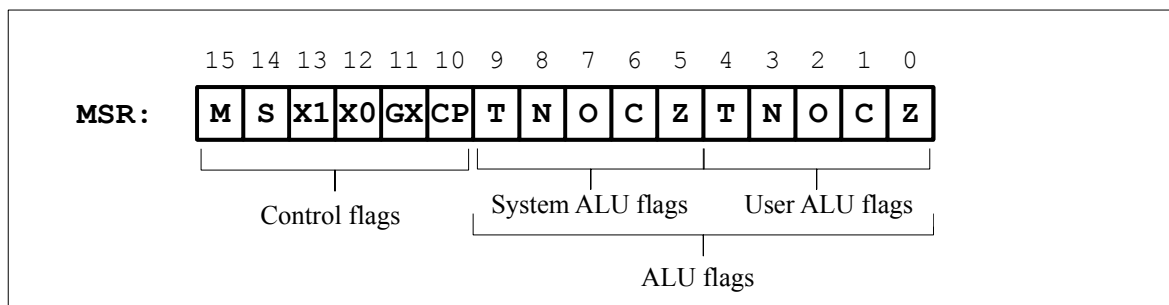 15 14 13 12 11 10 9 8 7 6 5 4 3 2 1 0
MSR: M S X1 X0 GX CP T N O C Z T N O C Z
Control flags System ALU flags User ALU flags
ALU flags